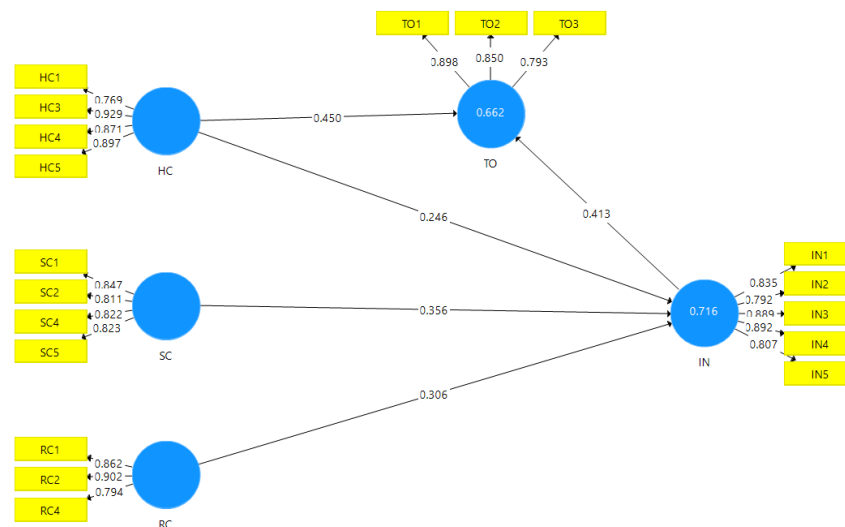 TO1 TO2 TO3
0.898 0.850 0.793
HC1
HC3
HC4
HC5
0.769
0.929
0.871
0.897
HC
0.450
0.662
TO
0.246
0.413
SC1
SC2
SC4
SC5
0.847
0.811
0.822
0.823
SC
0.356
0.716
IN
0.835
0.792
0.889
0.892
0.807
IN1
IN2
IN3
IN4
IN5
0.306
RC1
RC2
RC4
0.862
0.902
0.794
RC